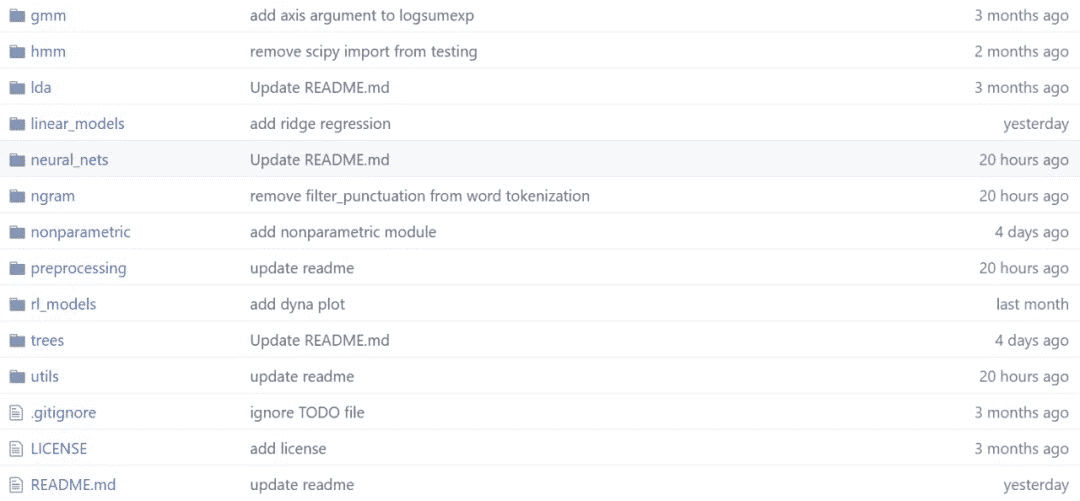 gmm add axis argument to logsumexp 3 months ago
hmm remove scipy import from testing 2 months ago
lda Update README.md 3 months ago
linear_models add ridge regression yesterday
neural_nets Update README.md 20 hours ago
ngram remove filter_punctuation from word tokenization 20 hours ago
nonparametric add nonparametric module 4 days ago
preprocessing update readme 20 hours ago
rl_models add dyna plot last month
trees Update README.md 4 days ago
utils update readme 20 hours ago
.gitignore ignore TODO file 3 months ago
LICENSE add license 3 months ago
README.md update readme yesterday